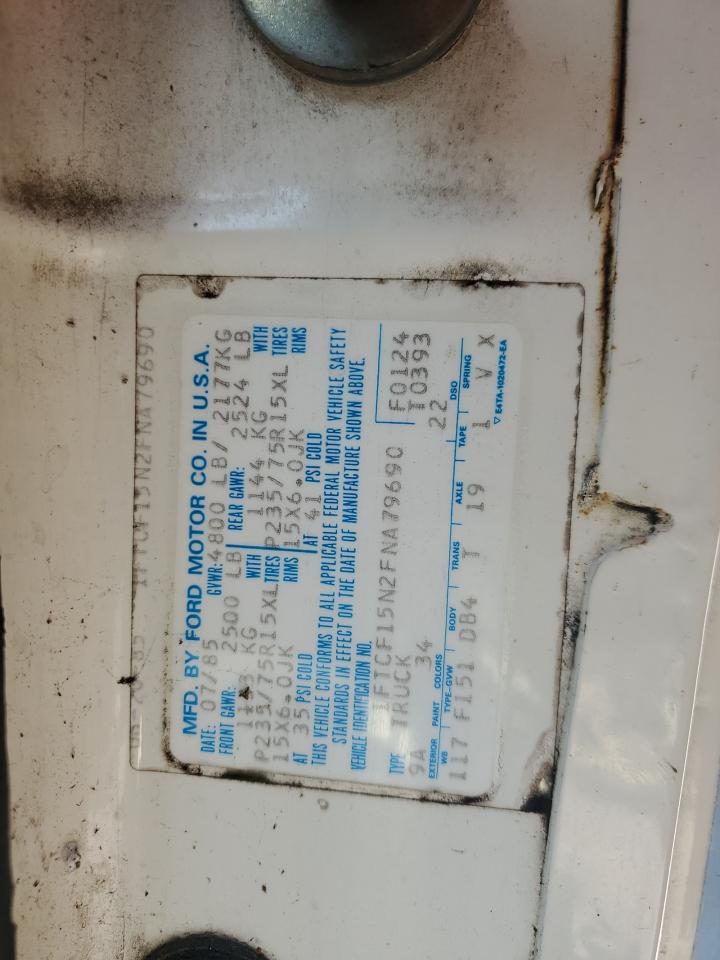 1FTCF15N2FNA79690
MFD. BY FORD MOTOR CO. IN U.S.A.
DATE: 07/85 GVWR: 4800 LB/ 2177KG
FRONT GAWR: 2500 LB REAR GAWR: 2524 LB
KG WITH 1144 KG WITH
P235/75R15XL TIRES P235/75R15XL TIRES
15X6.0JK RIMS 15X6.0JK RIMS
AT 35 PSI COLD AT 41 PSI COLD
THIS VEHICLE CONFORMS TO ALL APPLICABLE FEDERAL MOTOR VEHICLE SAFETY
STANDARDS IN EFFECT ON THE DATE OF MANUFACTURE SHOWN ABOVE.
VEHICLE IDENTIFICATION NO. 1FTCF15N2FNA79690
TYPE TRUCK F0124
9A 34 T0393
EXTERIOR PAINT COLORS 22 DSO
WB TYPE-GVW BODY TRANS AXLE TAPE SPRING
117 F151 DB4 T 19 1 V X
▽ E4TA-1020472-EA